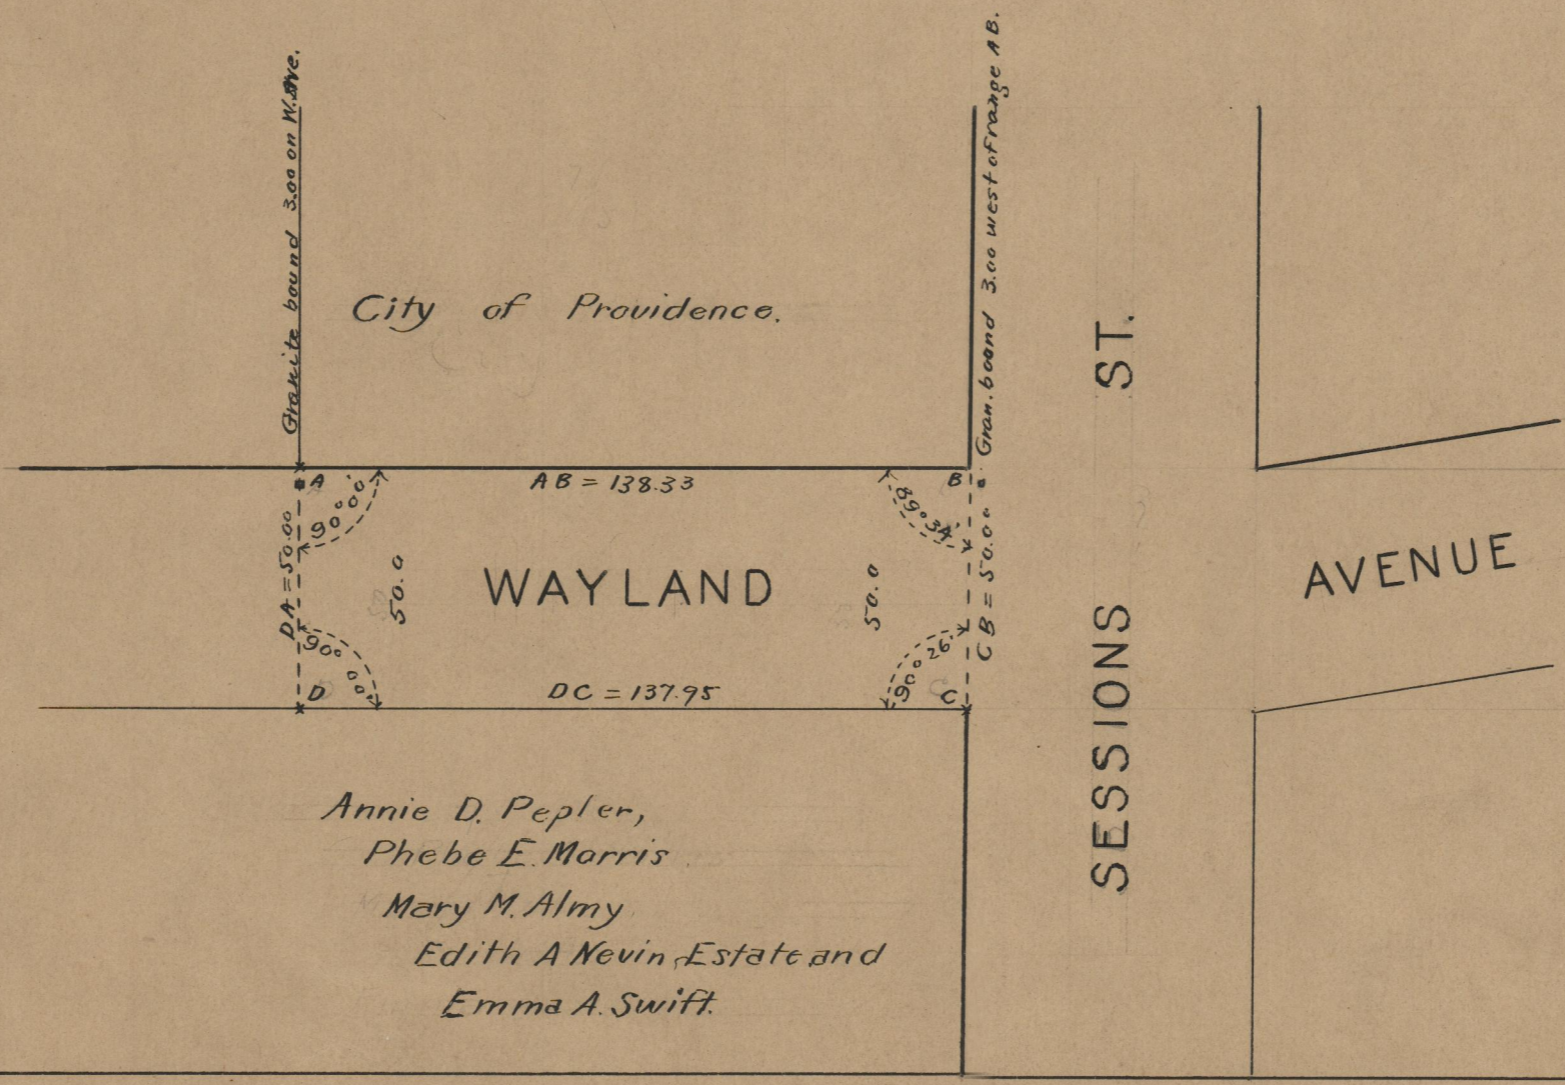 Granite bound 3.00 on W. Ave.
Gran. bound 3.00 west of range AB.
City of Providence.
ST.
A
AB = 138.33
B
90° 00'
89° 34'
DA = 50.00
50.0
WAYLAND
50.0
CB = 50.00
AVENUE
90° 00'
90° 26'
D
DC = 137.95
C
SESSIONS
Annie D. Pepler,
Phebe E. Morris
Mary M. Almy
Edith A Nevin, Estate and
Emma A. Swift.